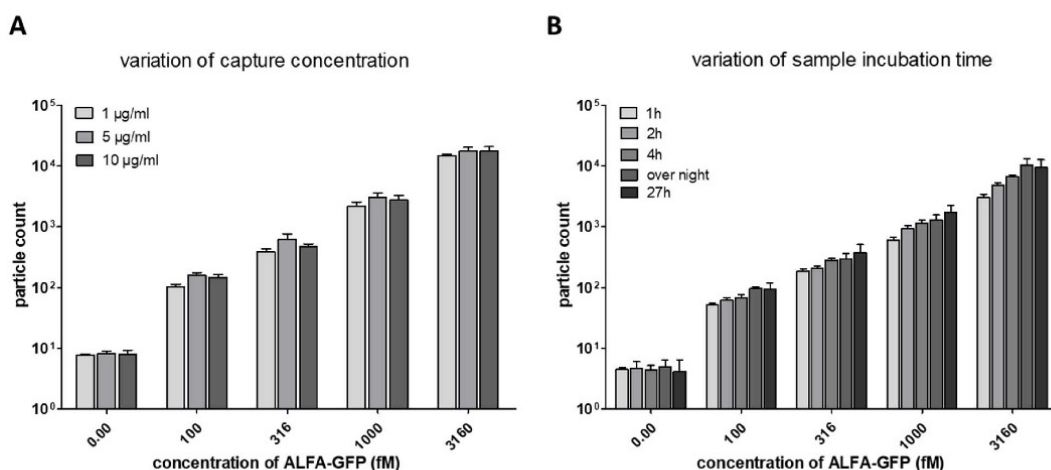 A
variation of capture concentration
1 µg/ml
5 µg/ml
10 µg/ml
particle count
10⁵
10⁴
10³
10²
10¹
10⁰
0.00
100
316
1000
3160
concentration of ALFA-GFP (fM)
B
variation of sample incubation time
1h
2h
4h
over night
27h
particle count
10⁵
10⁴
10³
10²
10¹
10⁰
0.00
100
316
1000
3160
concentration of ALFA-GFP (fM)